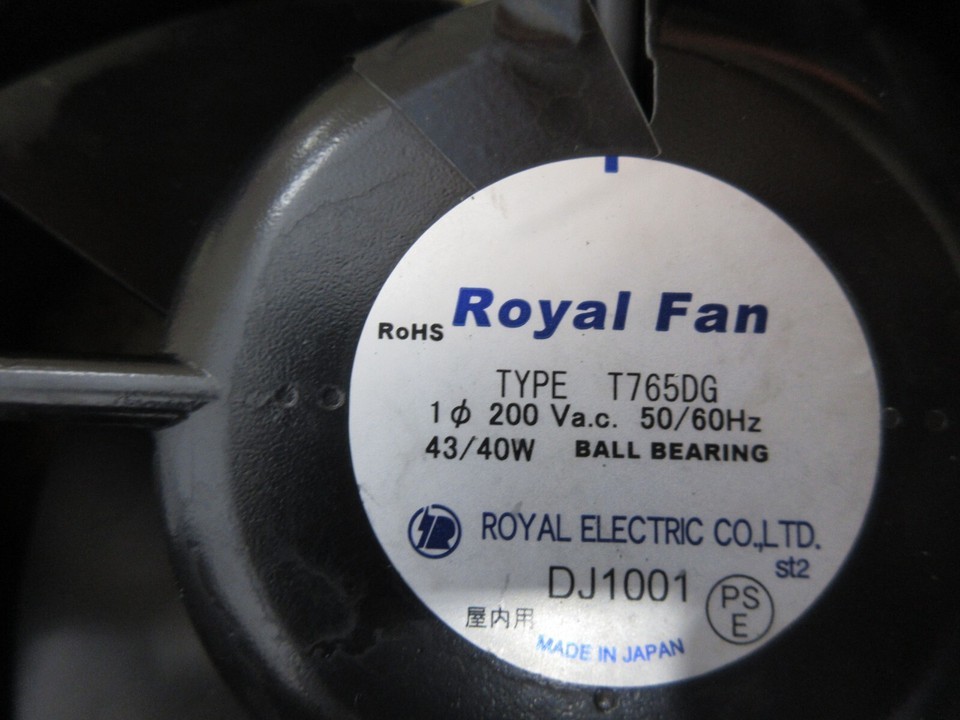 Royal Fan
RoHS
TYPE T765DG
1φ 200 Va.c. 50/60Hz
43/40W BALL BEARING
ROYAL ELECTRIC CO.,LTD.
st2
DJ1001
PS
E
屋内用
MADE IN JAPAN